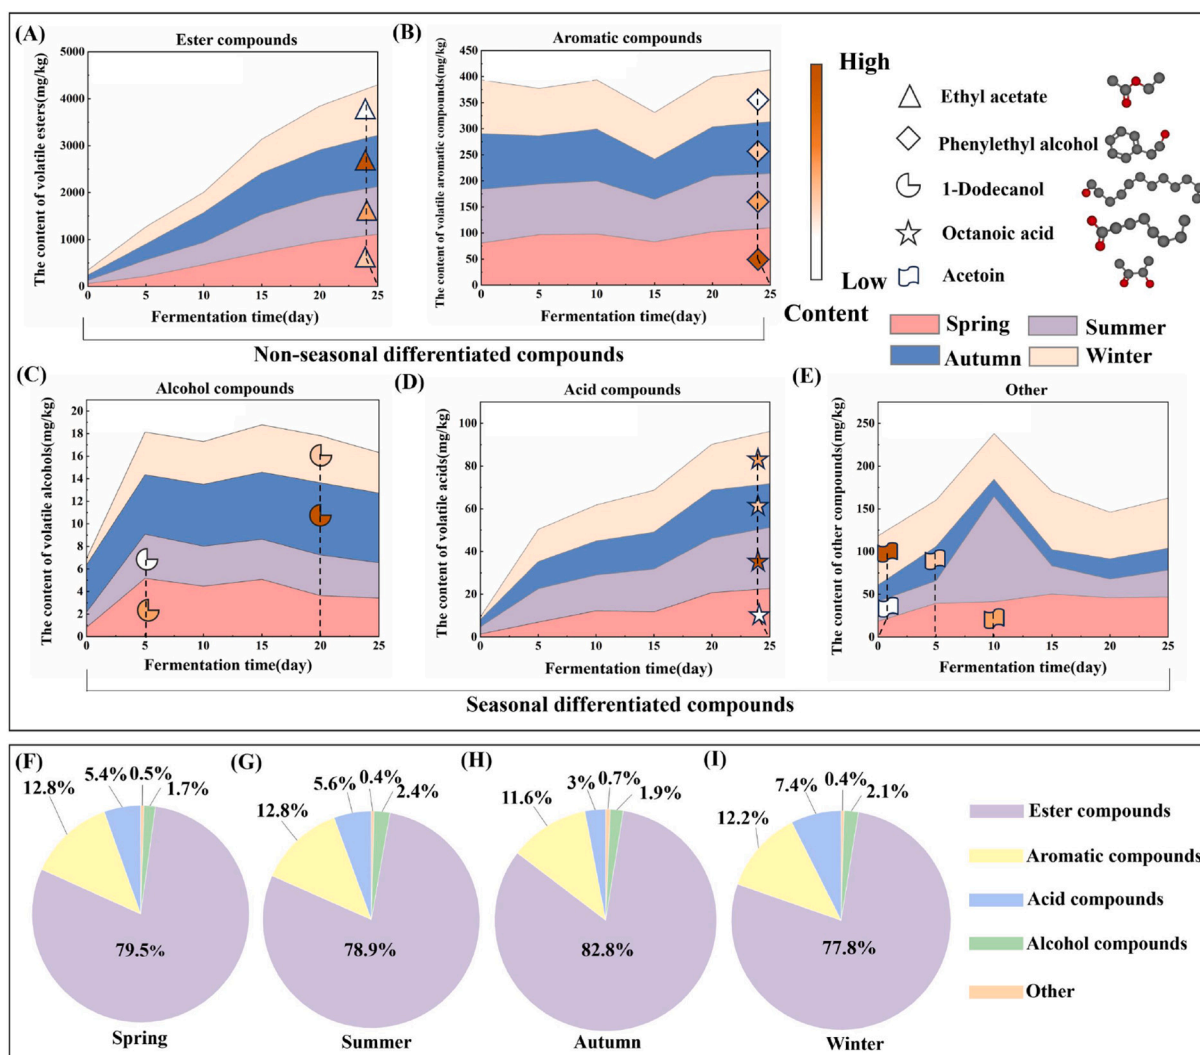 (A)
Ester compounds
The content of volatile esters(mg/kg)
5000
4000
3000
2000
1000
0
0 5 10 15 20 25
Fermentation time(day)
(B)
Aromatic compounds
The content of volatile aromatic compounds(mg/kg)
450
400
350
300
250
200
150
100
50
0
0 5 10 15 20 25
Fermentation time(day)
Non-seasonal differentiated compounds
High
Low
Content
Ethyl acetate
Phenylethyl alcohol
1-Dodecanol
Octanoic acid
Acetoin
Spring
Summer
Autumn
Winter
(C)
Alcohol compounds
The content of volatile alcohols(mg/kg)
20
18
16
14
12
10
8
6
4
2
0
0 5 10 15 20 25
Fermentation time(day)
(D)
Acid compounds
The content of volatile acids(mg/kg)
100
80
60
40
20
0
0 5 10 15 20 25
Fermentation time(day)
(E)
Other
The content of other compounds(mg/kg)
250
200
150
100
50
0
0 5 10 15 20 25
Fermentation time(day)
Seasonal differentiated compounds
(F)
12.8%
5.4%
0.5%
1.7%
79.5%
Spring
(G)
12.8%
5.6%
0.4%
2.4%
78.9%
Summer
(H)
11.6%
3%
0.7%
1.9%
82.8%
Autumn
(I)
12.2%
7.4%
0.4%
2.1%
77.8%
Winter
Ester compounds
Aromatic compounds
Acid compounds
Alcohol compounds
Other